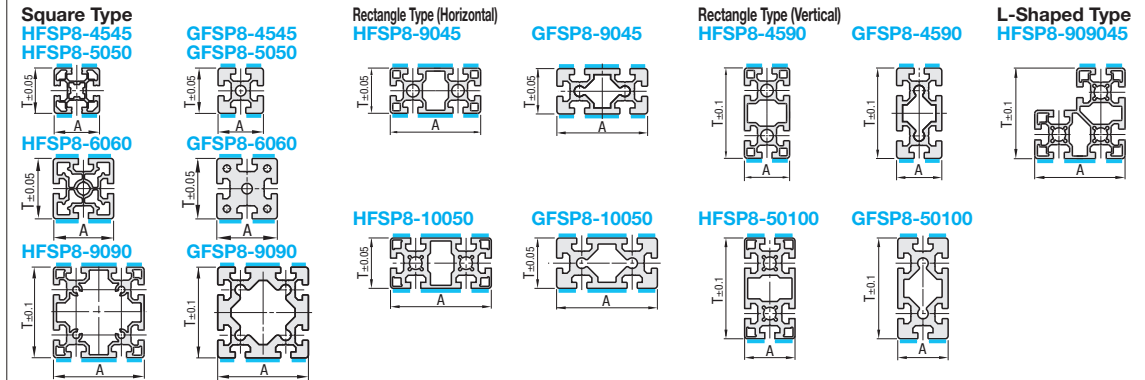 Square Type
HFSP8-4545
HFSP8-5050
GFSP8-4545
GFSP8-5050
T±0.05
A
T±0.05
A
HFSP8-6060
GFSP8-6060
T±0.05
A
T±0.05
A
HFSP8-9090
GFSP8-9090
T±0.1
A
T±0.1
A
Rectangle Type (Horizontal)
HFSP8-9045
GFSP8-9045
T±0.05
A
T±0.05
A
HFSP8-10050
GFSP8-10050
T±0.05
A
T±0.05
A
Rectangle Type (Vertical)
HFSP8-4590
GFSP8-4590
T±0.1
A
T±0.1
A
HFSP8-50100
GFSP8-50100
T±0.1
A
T±0.1
A
L-Shaped Type
HFSP8-909045
T±0.1
A